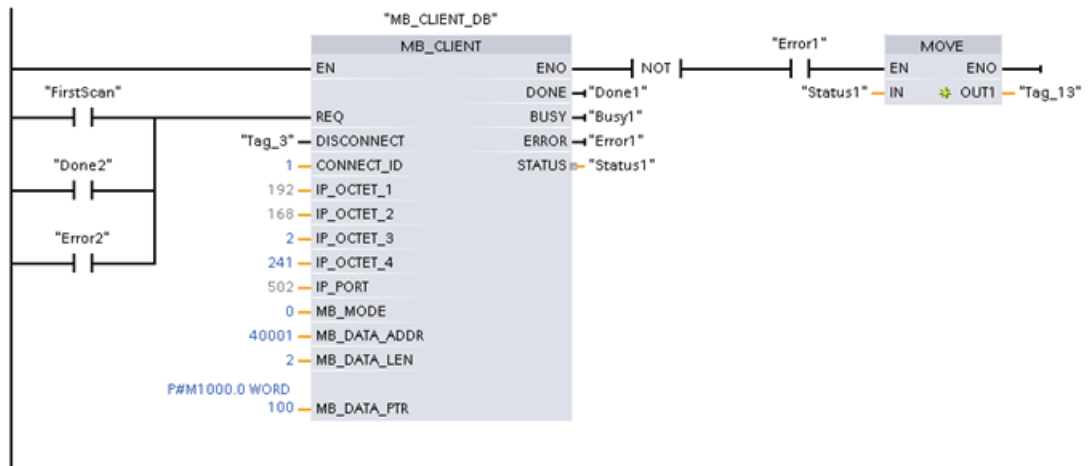 "MB_CLIENT_DB"
MB_CLIENT
"Error1"
MOVE
EN ENO NOT EN ENO
DONE "Done1" "Status1" IN OUT1 "Tag_13"
"FirstScan"
REQ BUSY "Busy1"
"Tag_3" DISCONNECT ERROR "Error1"
"Done2"
1 CONNECT_ID STATUS "Status1"
192 IP_OCTET_1
168 IP_OCTET_2
"Error2"
2 IP_OCTET_3
241 IP_OCTET_4
502 IP_PORT
0 MB_MODE
40001 MB_DATA_ADDR
2 MB_DATA_LEN
P#M1000.0 WORD
100 MB_DATA_PTR